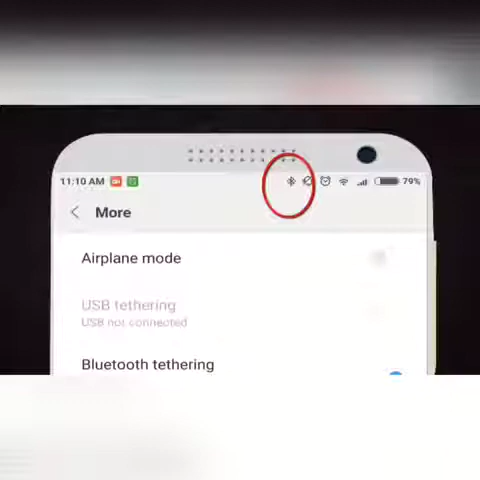 11:10 AM 79%
More
Airplane mode
USB tethering
USB not connected
Bluetooth tethering